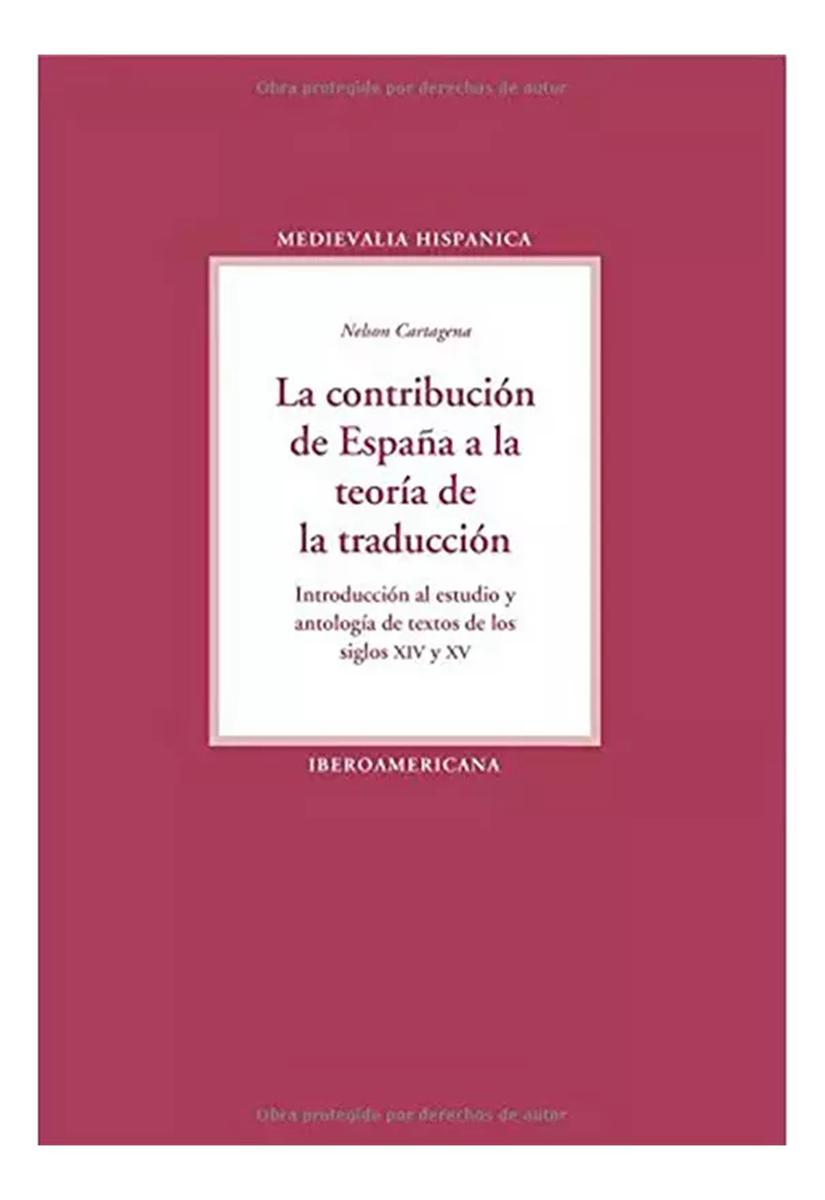 Obra protegida por derechos de autor
MEDIEVALIA HISPANICA
Nelson Cartagena
La contribución
de España a la
teoría de
la traducción
Introducción al estudio y
antología de textos de los
siglos XIV y XV
IBEROAMERICANA
Obra protegida por derechos de autor